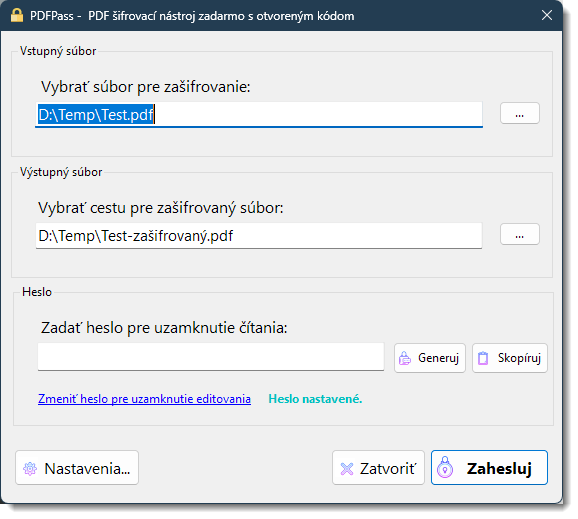 PDFPass - PDF šifrovací nástroj zadarmo s otvoreným kódom
Vstupný súbor
Vybrať súbor pre zašifrovanie:
D:\Temp\Test.pdf
...
Výstupný súbor
Vybrať cestu pre zašifrovaný súbor:
D:\Temp\Test-zašifrovaný.pdf
...
Heslo
Zadať heslo pre uzamknutie čítania:
Generuj
Skopíruj
Zmeniť heslo pre uzamknutie editovania
Heslo nastavené.
Nastavenia...
Zatvoriť
Zahesluj